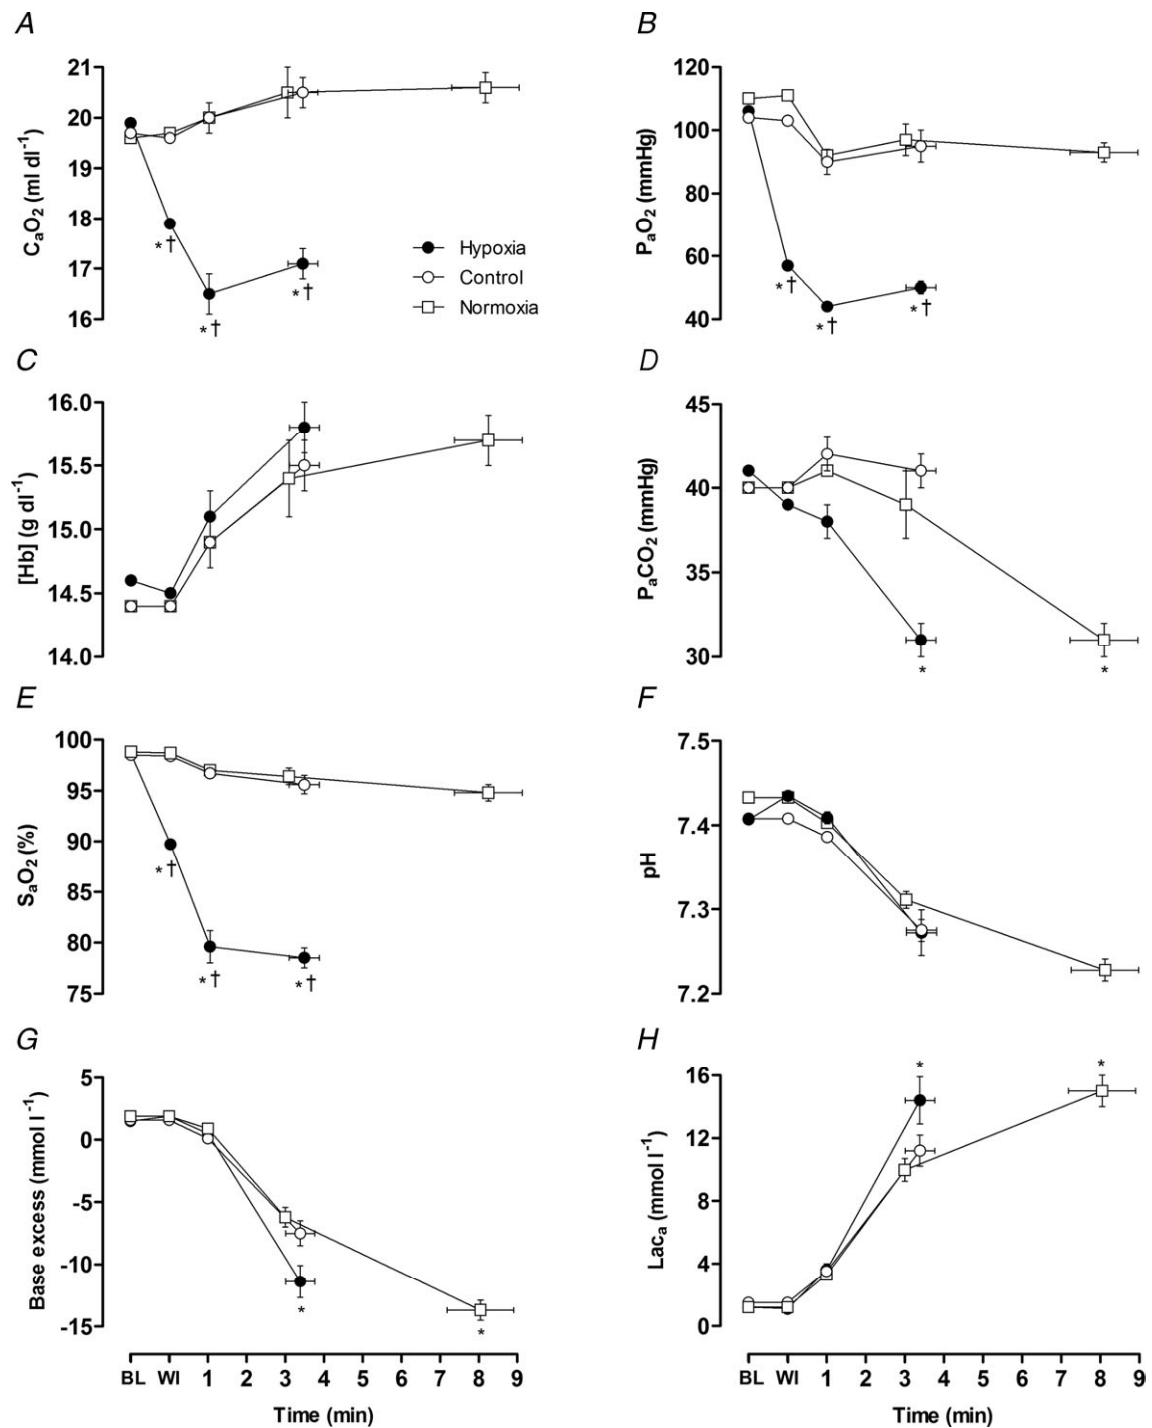 A
21
20
19
18
17
16
CaO2 (ml dl-1)
*†
*†
*†
Hypoxia
Control
Normoxia
B
120
100
80
60
40
PaO2 (mmHg)
*†
*†
*†
C
16.0
15.5
15.0
14.5
14.0
[Hb] (g dl-1)
D
45
40
35
30
PaCO2 (mmHg)
*
*
E
100
95
90
85
80
75
SaO2 (%)
*†
*†
*†
F
7.5
7.4
7.3
7.2
pH
G
5
0
-5
-10
-15
Base excess (mmol l-1)
*
*
BL WI 1 2 3 4 5 6 7 8 9
Time (min)
H
16
12
8
4
0
Laca (mmol l-1)
*
*
BL WI 1 2 3 4 5 6 7 8 9
Time (min)